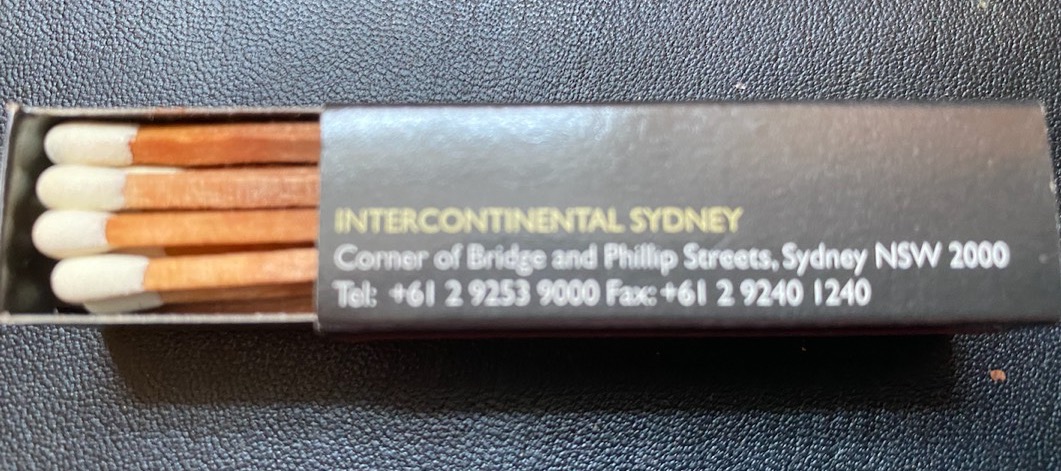 INTERCONTINENTAL SYDNEY
Corner of Bridge and Phillip Streets, Sydney NSW 2000
Tel: +61 2 9253 9000 Fax: +61 2 9240 1240